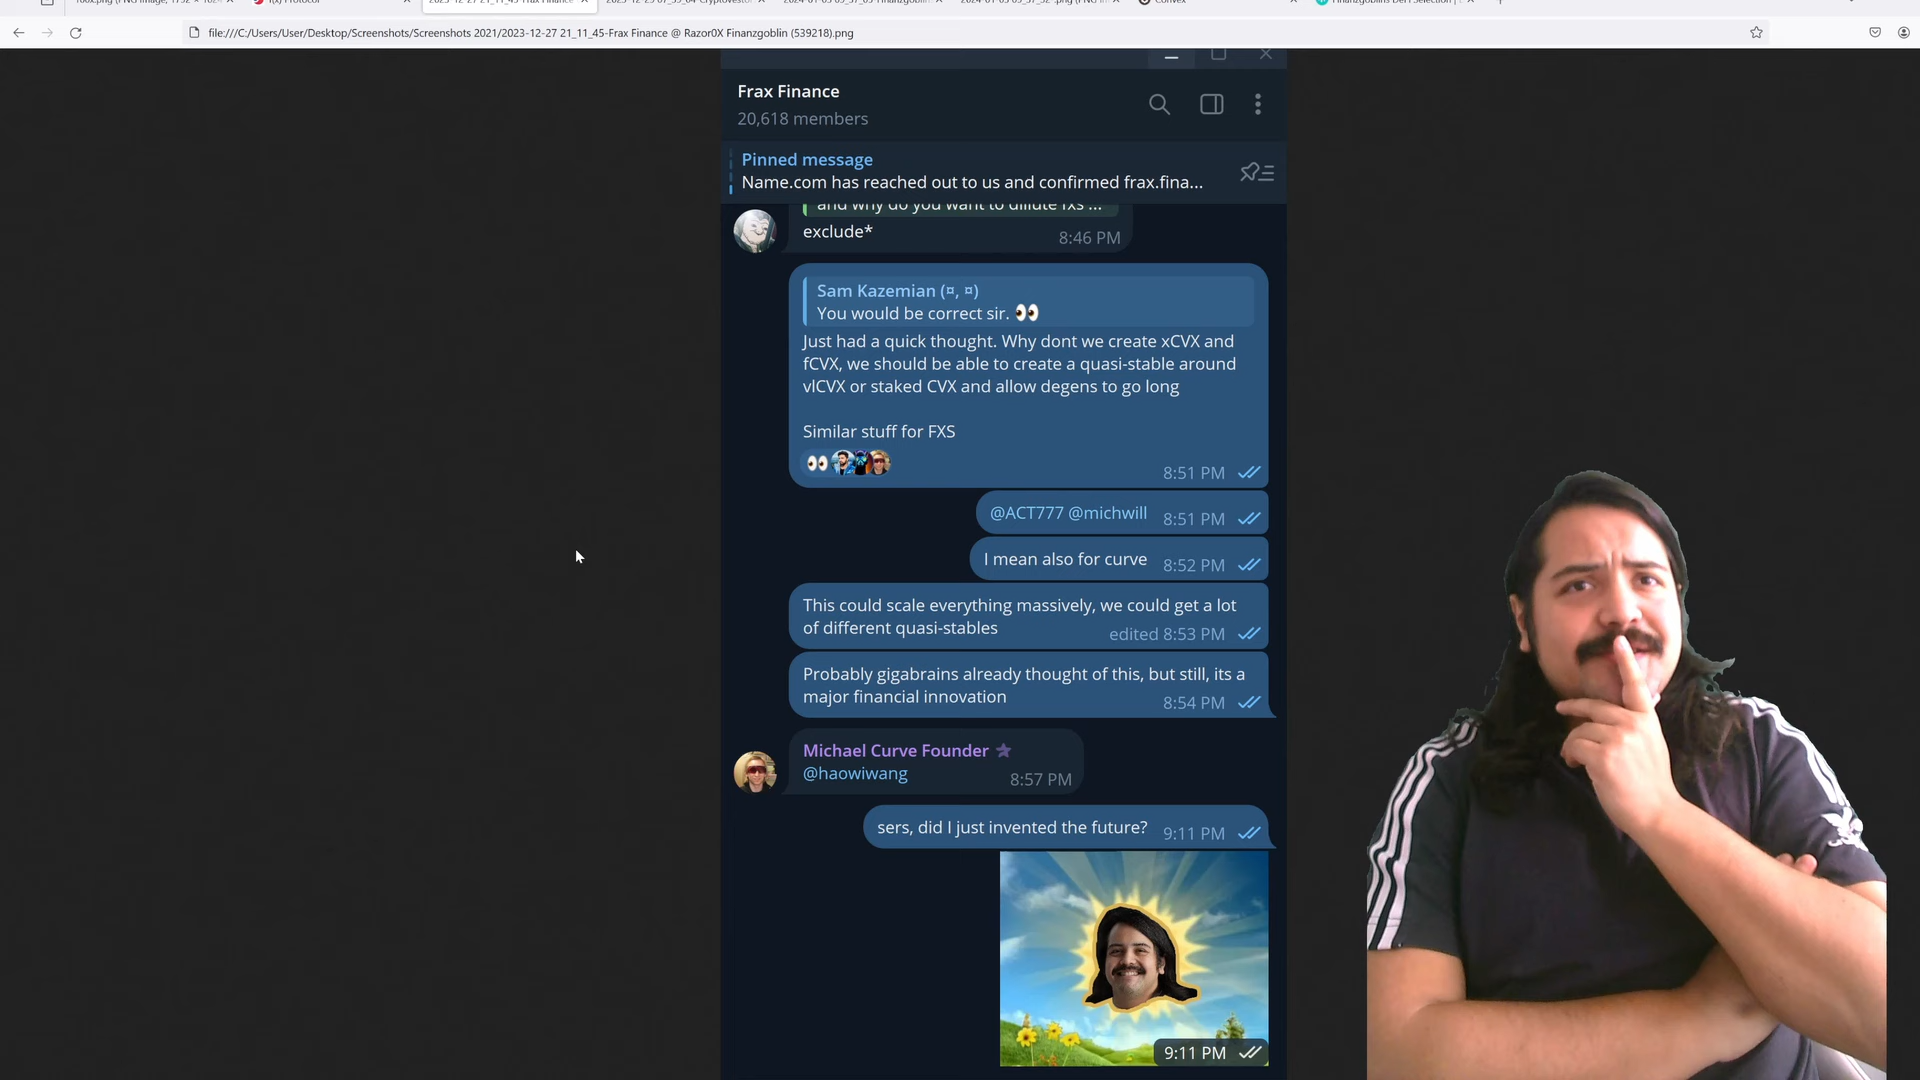 file:///C:/Users/User/Desktop/Screenshots/Screenshots 2021/2023-12-27 21_11_45-Frax Finance @ Razor0X Finanzgoblin (539218).png
Frax Finance
20,618 members
Pinned message
Name.com has reached out to us and confirmed frax.fina...
and why do you want to dilute fxs ...
exclude*
8:46 PM
Sam Kazemian (¤, ¤)
You would be correct sir. 👀
Just had a quick thought. Why dont we create xCVX and
fCVX, we should be able to create a quasi-stable around
vlCVX or staked CVX and allow degens to go long
Similar stuff for FXS
👀
8:51 PM
@ACT777 @michwill 8:51 PM
I mean also for curve 8:52 PM
This could scale everything massively, we could get a lot
of different quasi-stables edited 8:53 PM
Probably gigabrains already thought of this, but still, its a
major financial innovation 8:54 PM
Michael Curve Founder
@haowiwang 8:57 PM
sers, did I just invented the future? 9:11 PM
9:11 PM